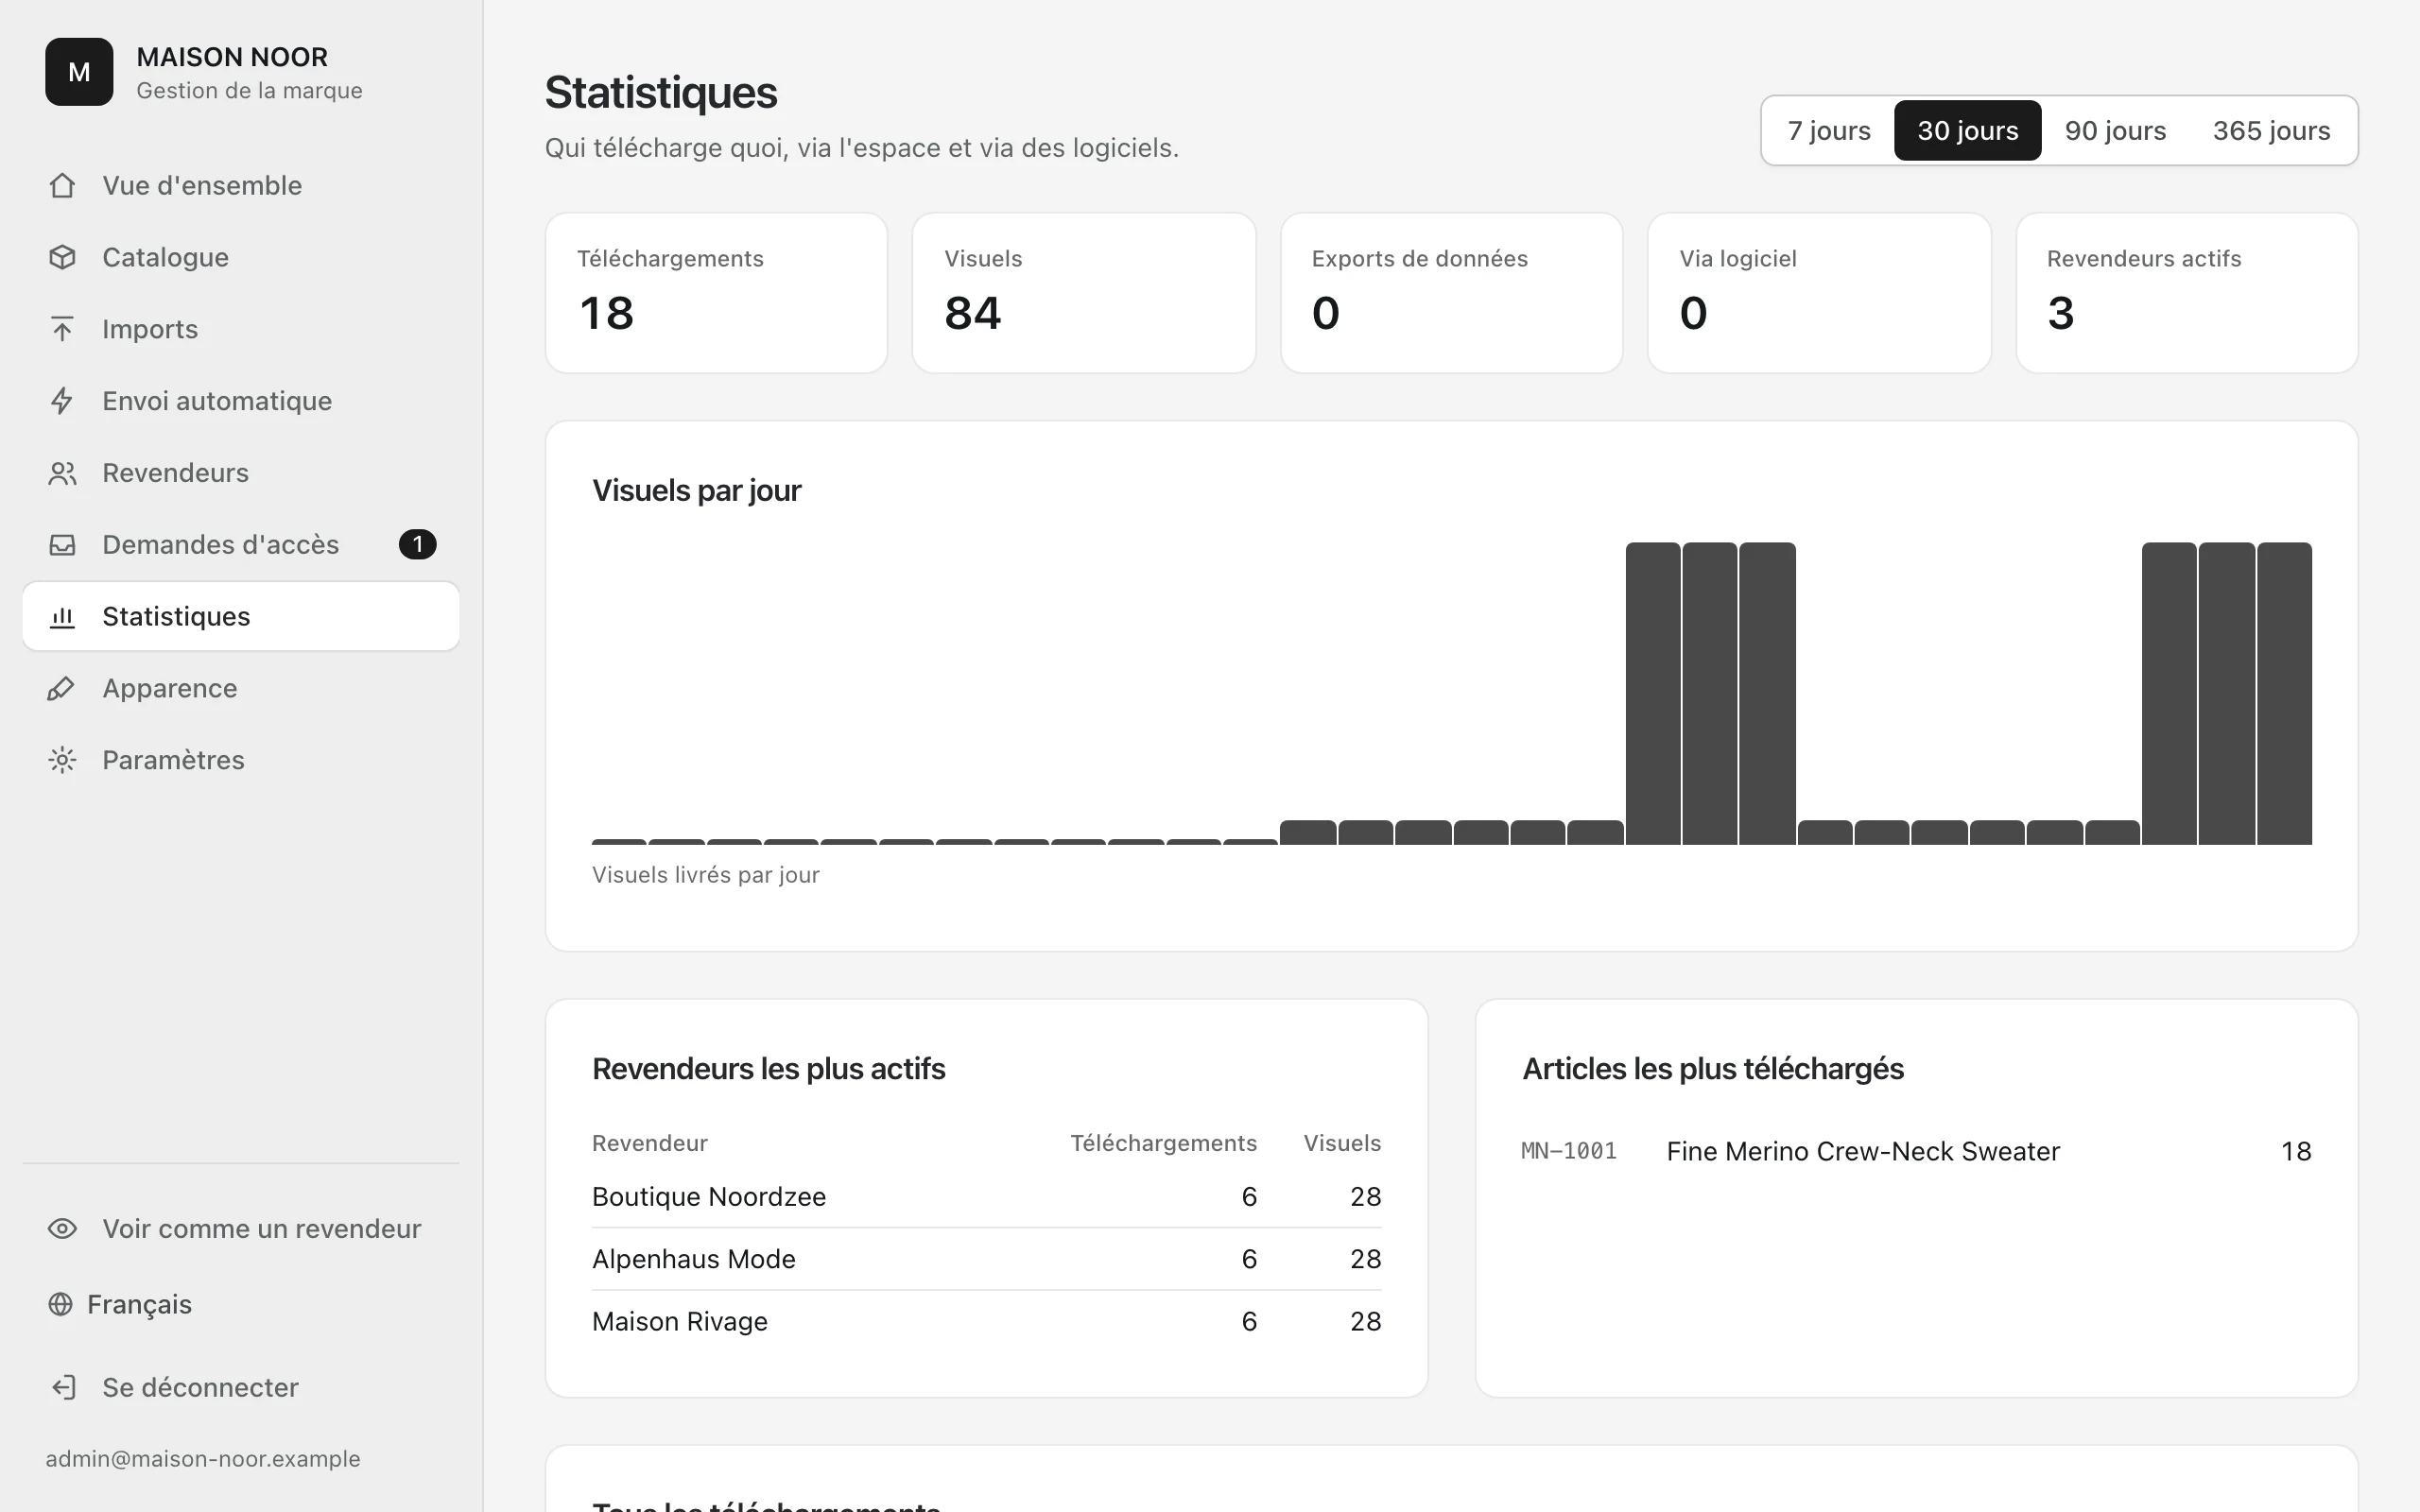 M
MAISON NOOR
Gestion de la marque
Vue d'ensemble
Catalogue
Imports
Envoi automatique
Revendeurs
Demandes d'accès 1
Statistiques
Apparence
Paramètres
Voir comme un revendeur
Français
Se déconnecter
admin@maison-noor.example
Statistiques
Qui télécharge quoi, via l'espace et via des logiciels.
7 jours 30 jours 90 jours 365 jours
Téléchargements
18
Visuels
84
Exports de données
0
Via logiciel
0
Revendeurs actifs
3
Visuels par jour
Visuels livrés par jour
Revendeurs les plus actifs
Revendeur Téléchargements Visuels
Boutique Noordzee 6 28
Alpenhaus Mode 6 28
Maison Rivage 6 28
Articles les plus téléchargés
MN-1001 Fine Merino Crew-Neck Sweater 18
Tous les téléchargements